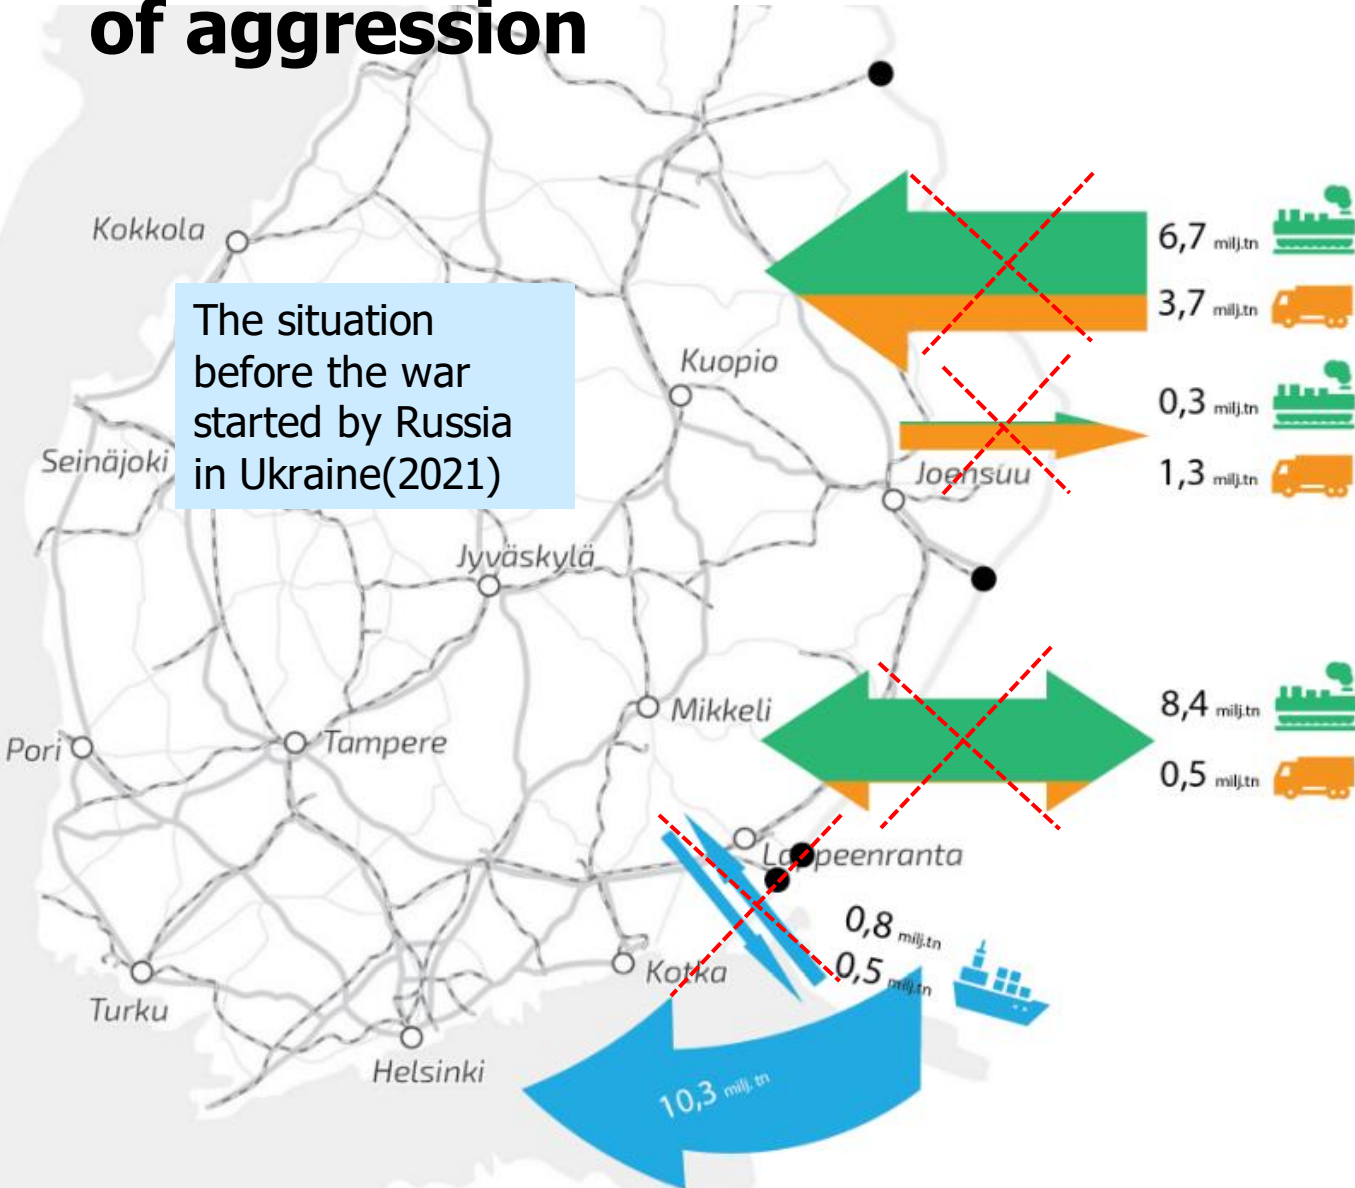 of aggression
Kokkola
6,7 milj.tn
3,7 milj.tn
The situation
before the war
started by Russia
in Ukraine(2021)
Kuopio
0,3 milj.tn
1,3 milj.tn
Seinäjoki
Joensuu
Jyväskylä
Mikkeli
8,4 milj.tn
0,5 milj.tn
Pori
Tampere
Lappeenranta
0,8 milj.tn
0,5 milj.tn
Kotka
Turku
Helsinki
10,3 milj. tn